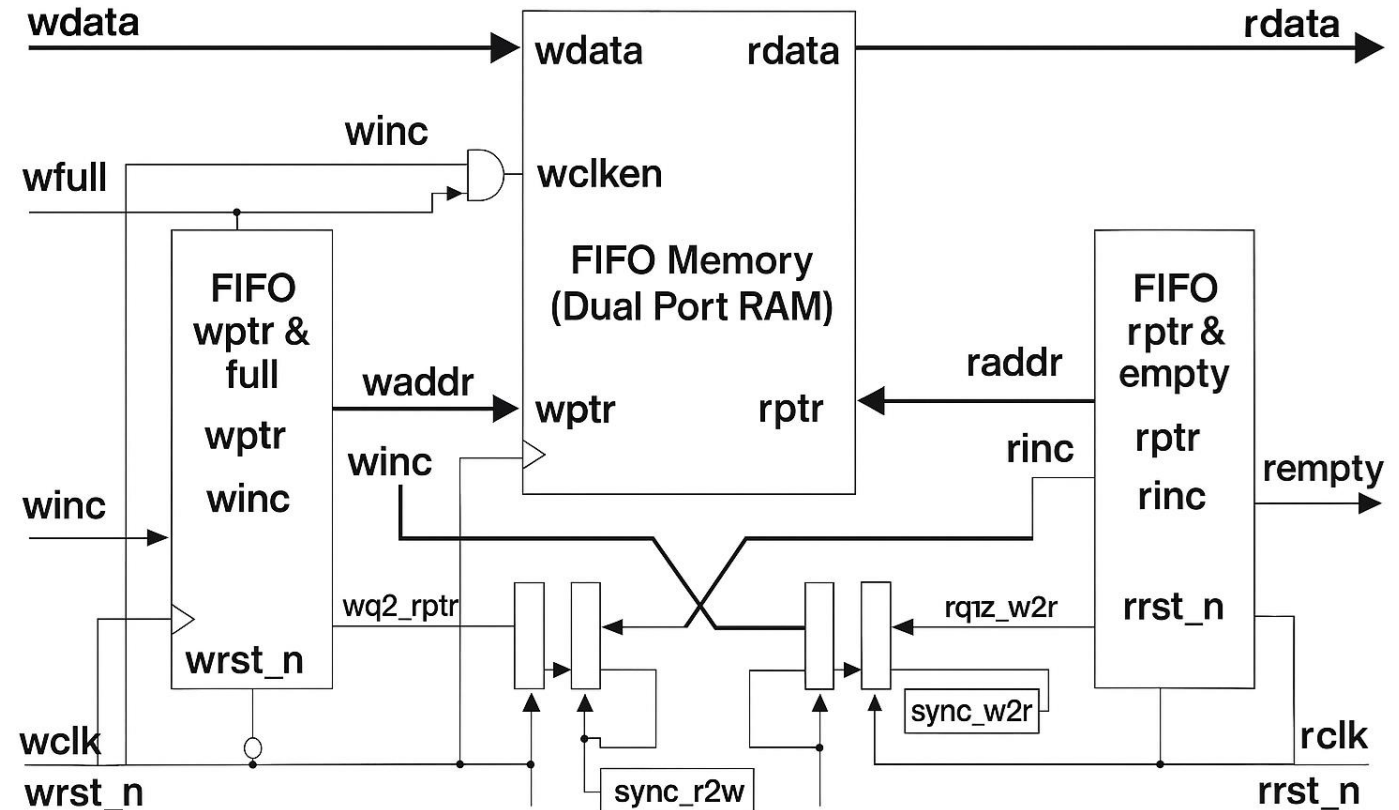 wdata
rdata
wdata
rdata
winc
wfull
wclken
FIFO Memory
(Dual Port RAM)
FIFO
wptr &
full
wptr
winc
FIFO
rptr &
empty
rptr
rinc
waddr
raddr
wptr
rptr
winc
rinc
rempty
winc
wq2_rptr
rq1z_w2r
rrst_n
wrst_n
sync_w2r
wclk
rclk
wrst_n
sync_r2w
rrst_n